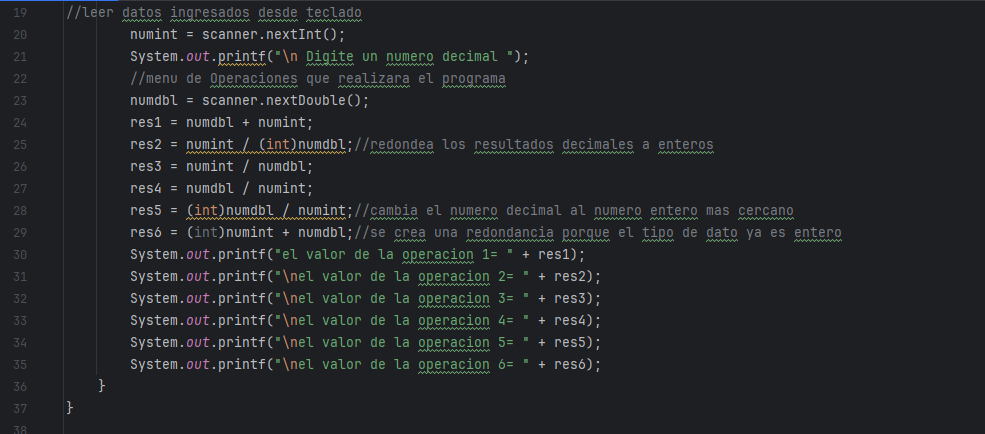 19 //leer datos ingresados desde teclado
20 numint = scanner.nextInt();
21 System.out.printf("\n Digite un numero decimal ");
22 //menu de Operaciones que realizara el programa
23 numdbl = scanner.nextDouble();
24 res1 = numdbl + numint;
25 res2 = numint / (int)numdbl;//redondea los resultados decimales a enteros
26 res3 = numint / numdbl;
27 res4 = numdbl / numint;
28 res5 = (int)numdbl / numint;//cambia el numero decimal al numero entero mas cercano
29 res6 = (int)numint + numdbl;//se crea una redondancia porque el tipo de dato ya es entero
30 System.out.printf("el valor de la operacion 1= " + res1);
31 System.out.printf("\nel valor de la operacion 2= " + res2);
32 System.out.printf("\nel valor de la operacion 3= " + res3);
33 System.out.printf("\nel valor de la operacion 4= " + res4);
34 System.out.printf("\nel valor de la operacion 5= " + res5);
35 System.out.printf("\nel valor de la operacion 6= " + res6);
36 }
37 }
38